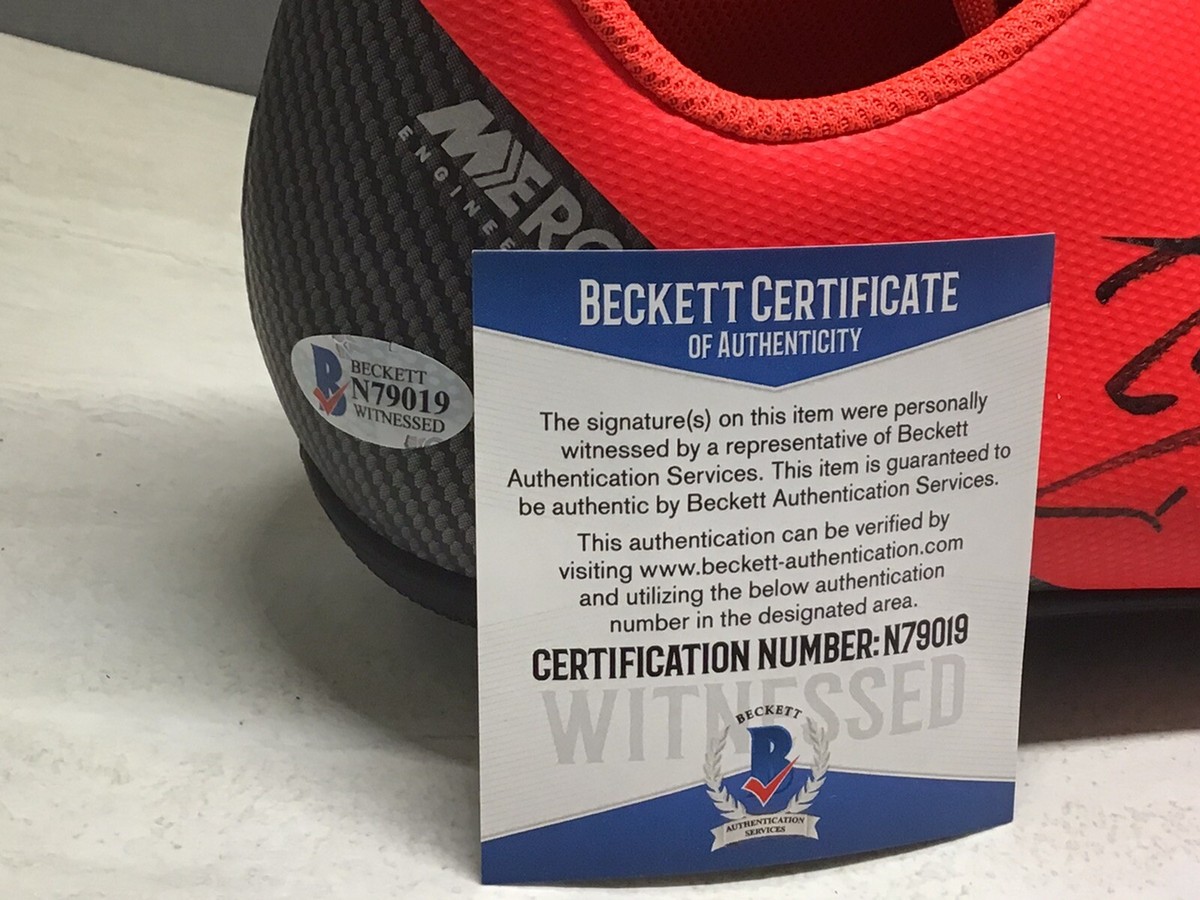 MERC
ENGINEE
BECKETT
N79019
WITNESSED
BECKETT CERTIFICATE
OF AUTHENTICITY
The signature(s) on this item were personally
witnessed by a representative of Beckett
Authentication Services. This item is guaranteed to
be authentic by Beckett Authentication Services.
This authentication can be verified by
visiting www.beckett-authentication.com
and utilizing the below authentication
number in the designated area.
CERTIFICATION NUMBER: N79019
WITNESSED
BECKETT
B
AUTHENTICATION
SERVICES